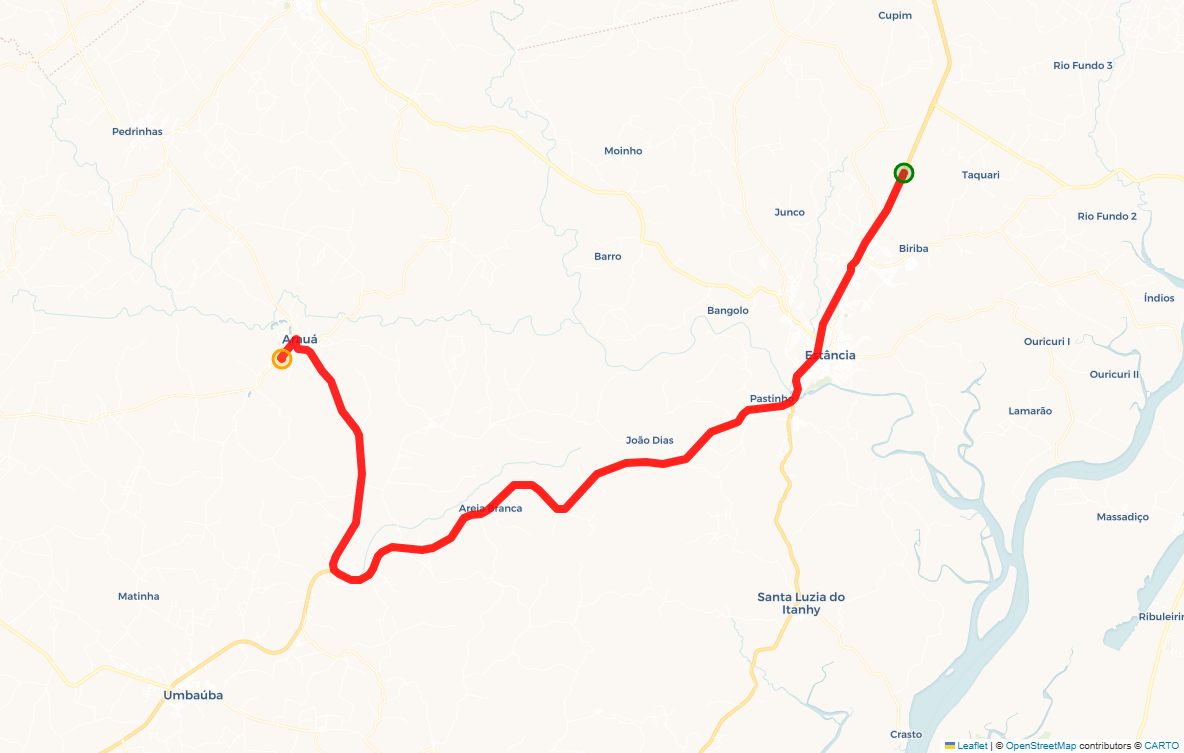 Cupim
Rio Fundo 3
Pedrinhas
Moinho
Taquari
Junco
Rio Fundo 2
Biriba
Barro
Índios
Bangolo
Arauá
Ouricuri I
Estância
Ouricuri II
Pastinho
Lamarão
João Dias
Areia Branca
Massadiço
Matinha
Santa Luzia do
Itanhy
Ribuleirin
Umbaúba
Crasto
Leaflet | © OpenStreetMap contributors © CARTO